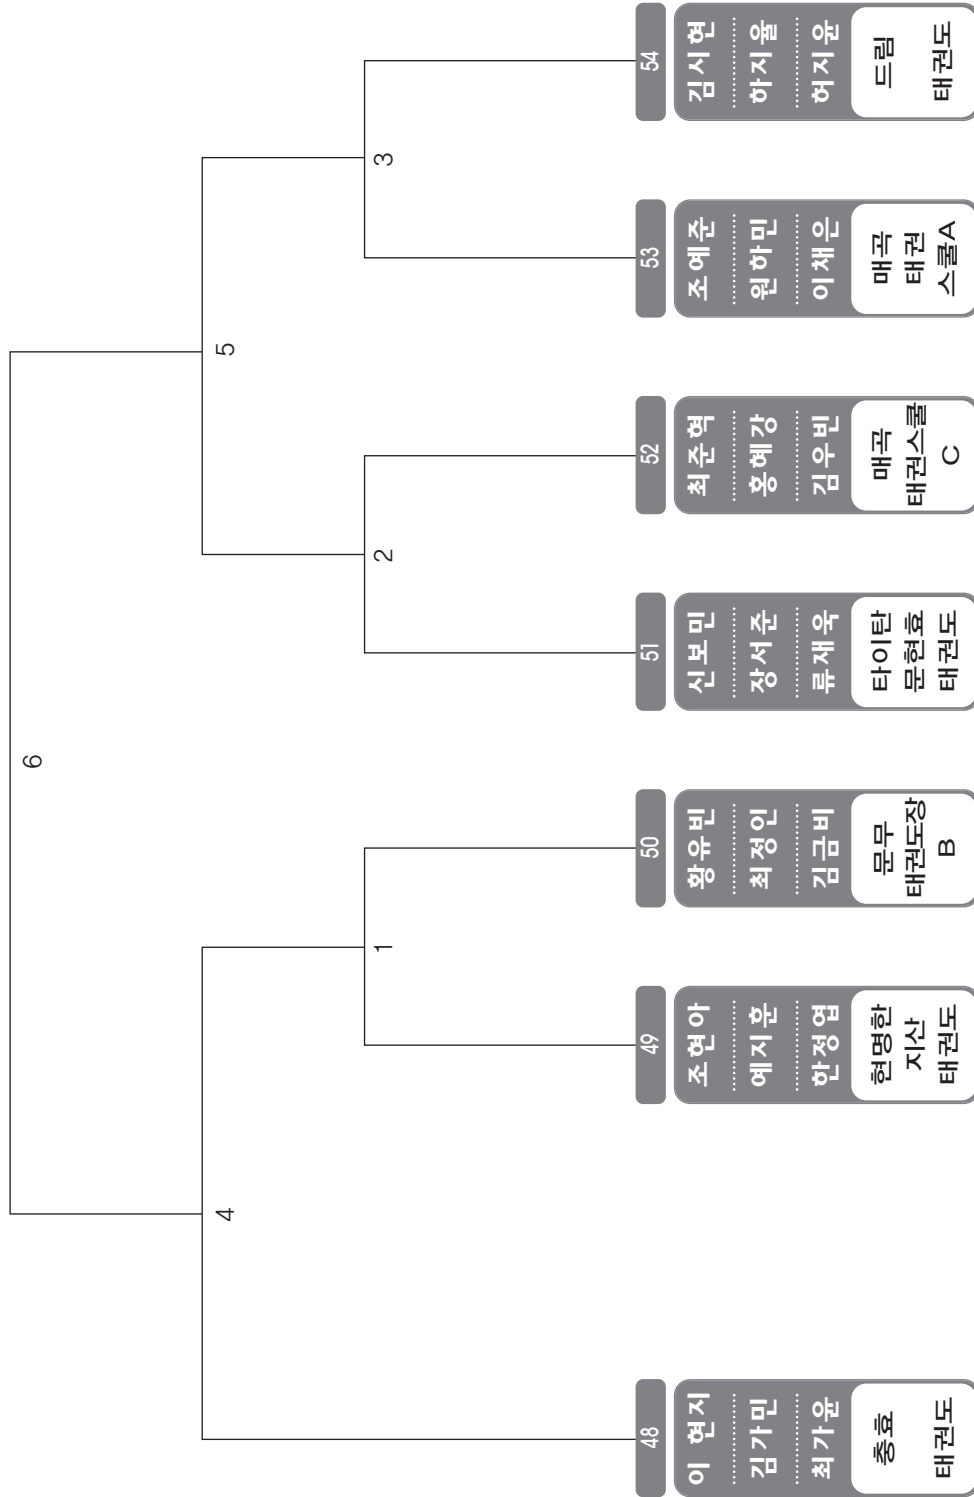 6
4
5
1
2
3
48
이 현지
김가민
최가윤
충효
태권도
49
조현아
예지훈
한정엽
현명한
지산
태권도
50
황유빈
최정인
김금비
문무
태권도장
B
51
신보민
장서준
류재욱
타이탄
문현효
태권도
52
최준혁
홍혜강
김우빈
매곡
태권스쿨
C
53
조예준
원하민
이채은
매곡
태권
스쿨A
54
김시현
하지율
허지윤
드림
태권도